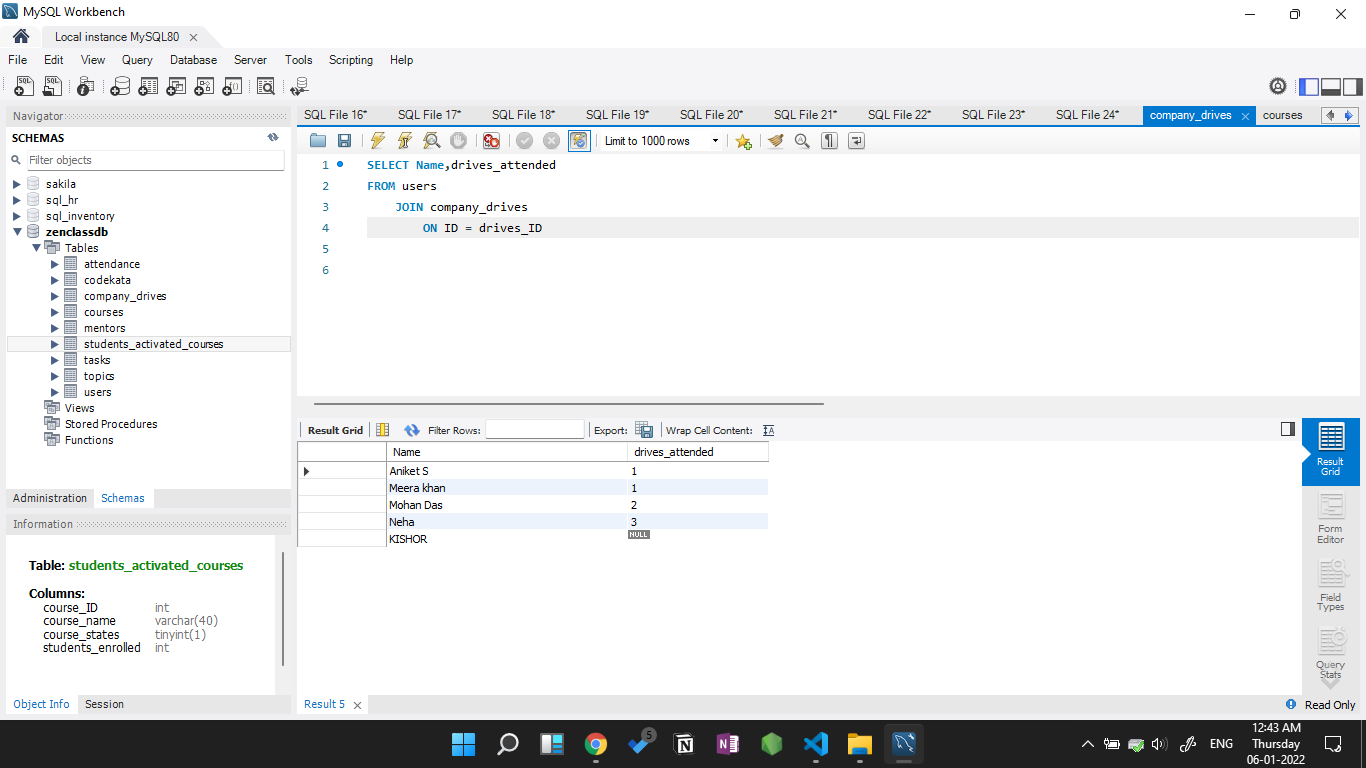 MySQL Workbench
Local instance MySQL80
File Edit View Query Database Server Tools Scripting Help
Navigator
SCHEMAS
Filter objects
sakila
sql_hr
sql_inventory
zenclassdb
Tables
attendance
codekata
company_drives
courses
mentors
students_activated_courses
tasks
topics
users
Views
Stored Procedures
Functions
Administration Schemas
Information
Table: students_activated_courses
Columns:
course_ID int
course_name varchar(40)
course_states tinyint(1)
students_enrolled int
Object Info Session
SQL File 16* SQL File 17* SQL File 18* SQL File 19* SQL File 20* SQL File 21* SQL File 22* SQL File 23* SQL File 24* company_drives courses
Limit to 1000 rows
1 SELECT Name,drives_attended
2 FROM users
3 JOIN company_drives
4 ON ID = drives_ID
5
6
Result Grid Filter Rows: Export: Wrap Cell Content:
Name drives_attended
Aniket S 1
Meera khan 1
Mohan Das 2
Neha 3
KISHOR NULL
Result Grid
Form Editor
Field Types
Query Stats
Result 5
Read Only
5
ENG
12:43 AM
Thursday
06-01-2022